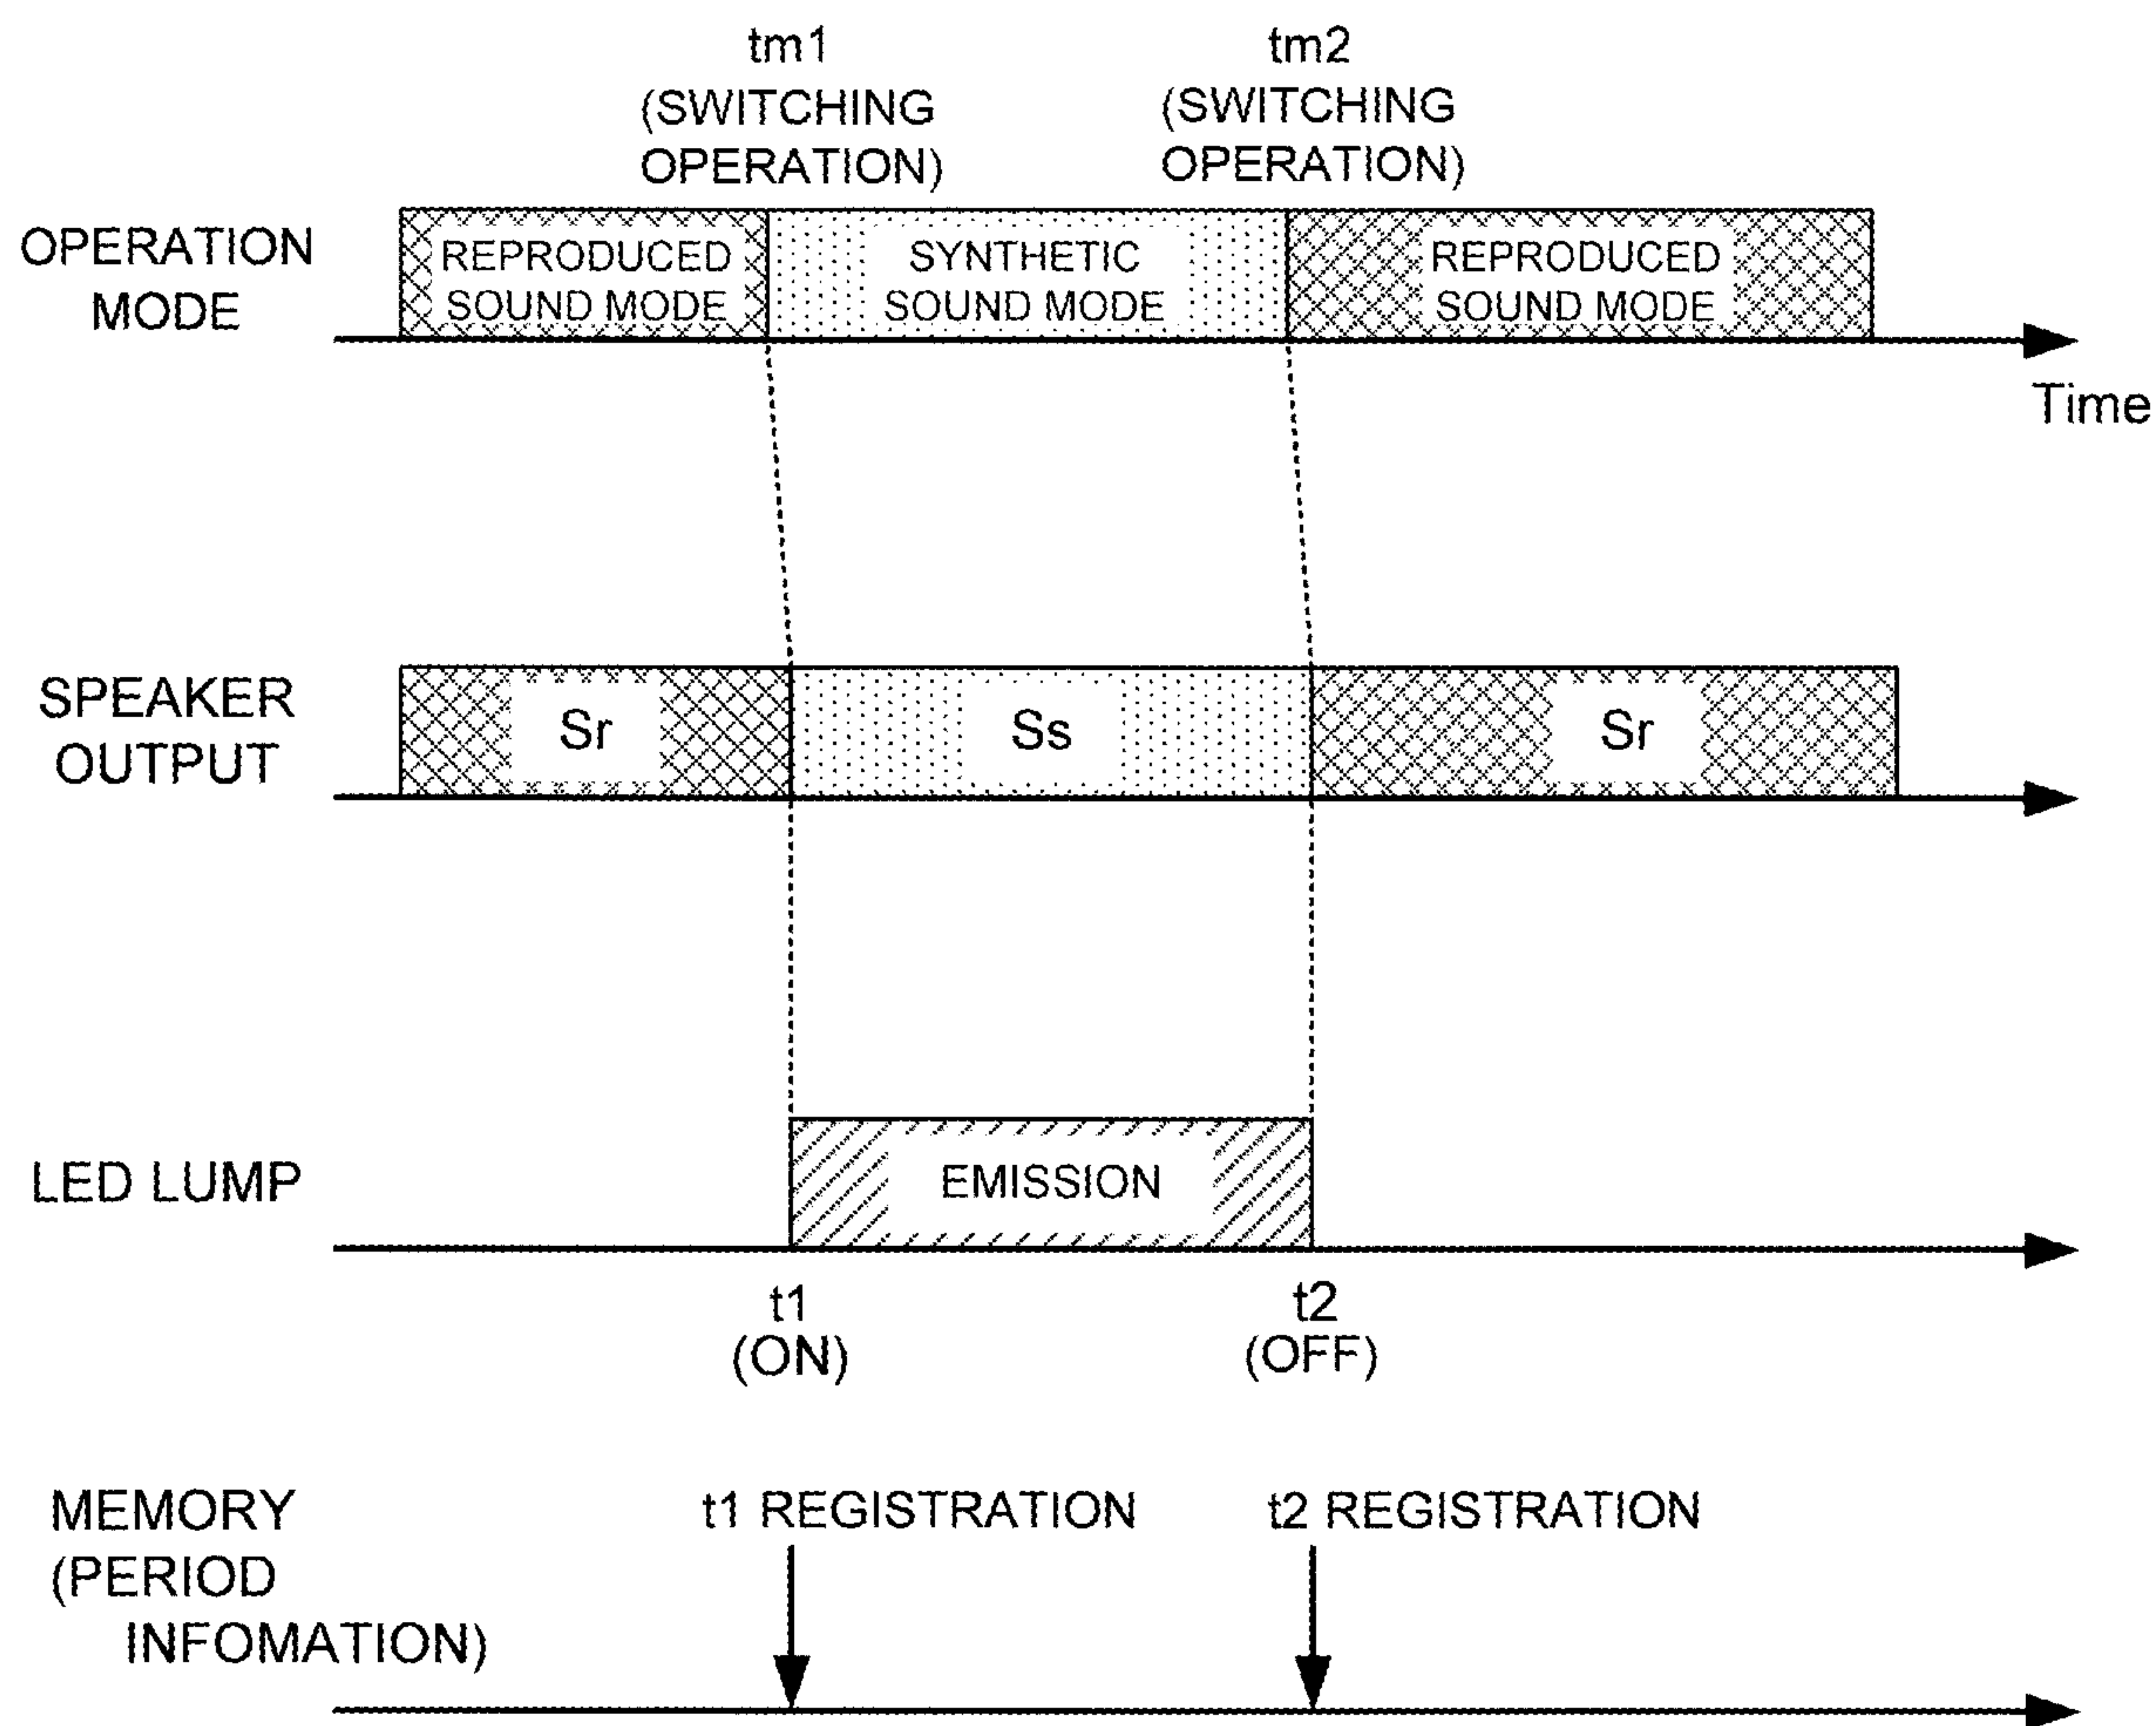 tm1
(SWITCHING
OPERATION)
tm2
(SWITCHING
OPERATION)
OPERATION
MODE
REPRODUCED
SOUND MODE
SYNTHETIC
SOUND MODE
REPRODUCED
SOUND MODE
Time
SPEAKER
OUTPUT
Sr
Ss
Sr
LED LUMP
EMISSION
t1
(ON)
t2
(OFF)
MEMORY
(PERIOD
INFOMATION)
t1 REGISTRATION
t2 REGISTRATION